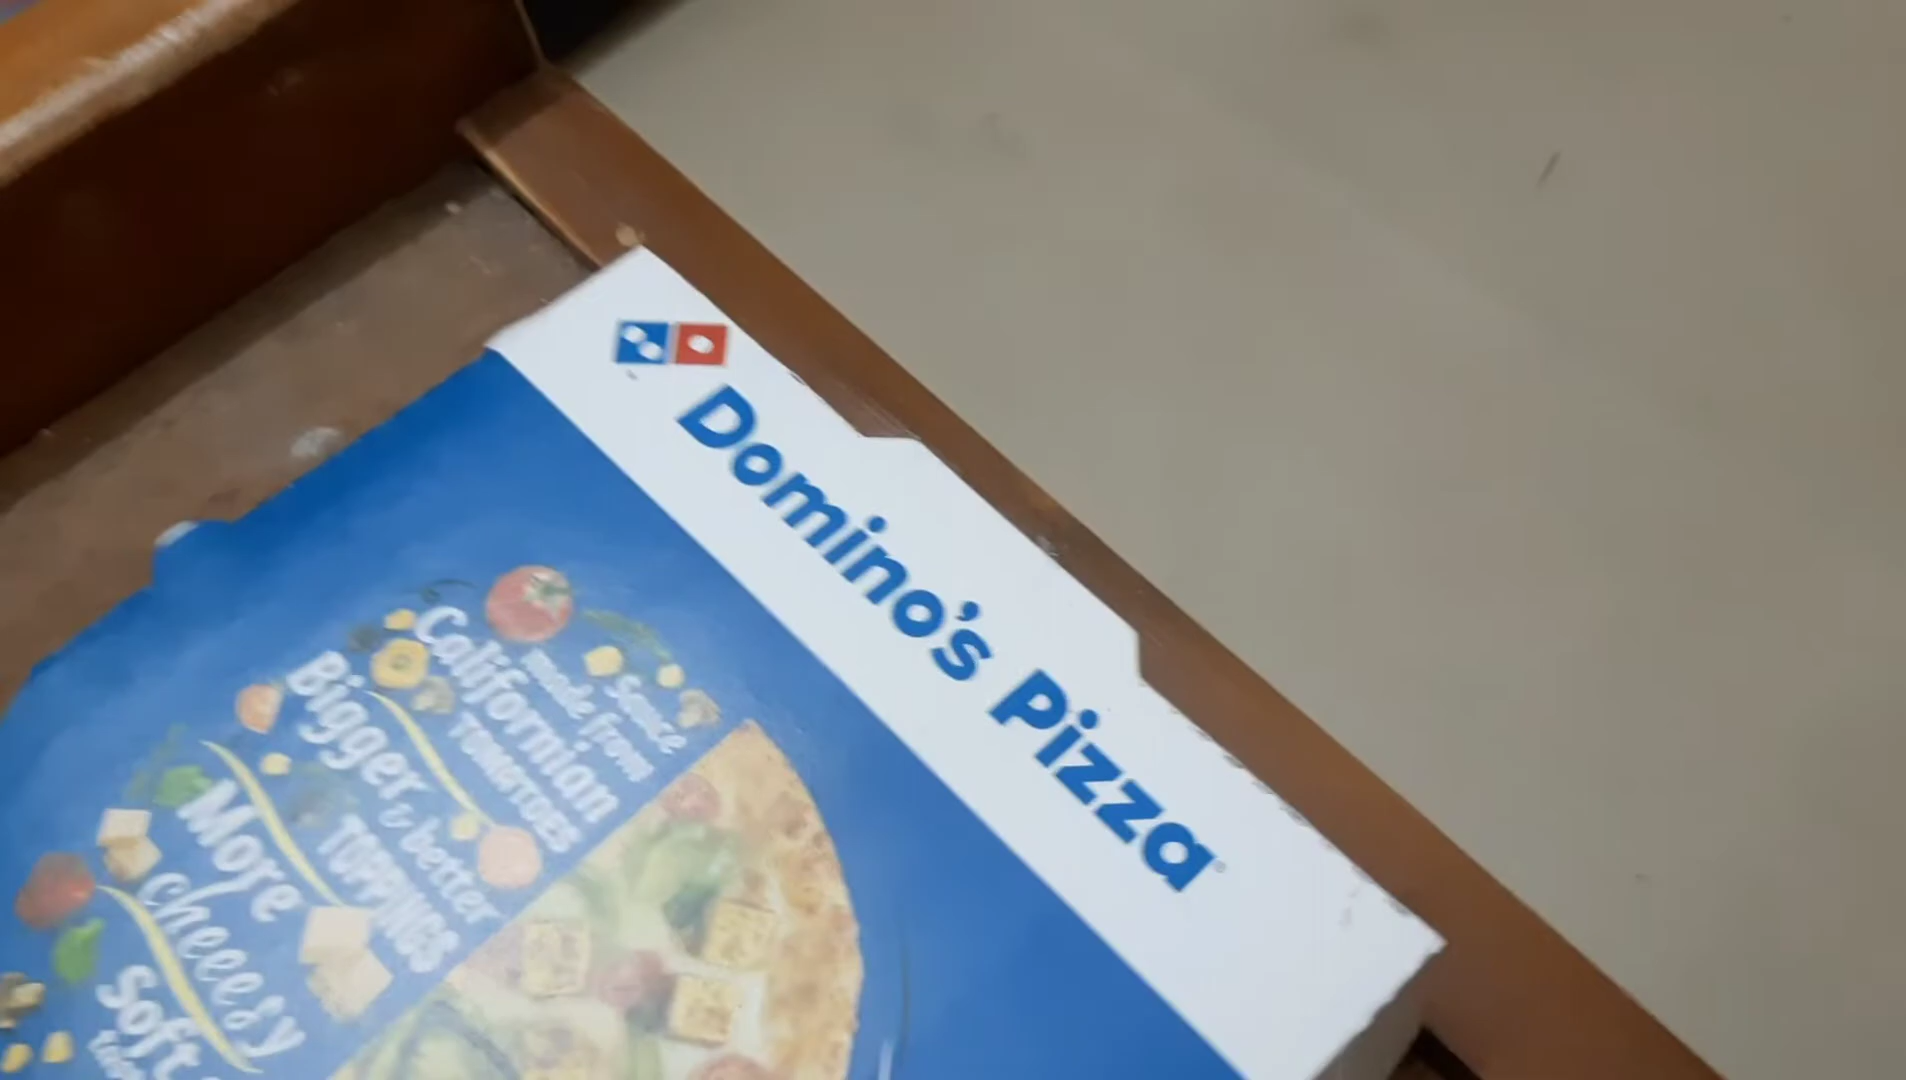 Domino's Pizza
Sauce
made from
Californian
TOMATOES
Bigger & better
TOPPINGS
More
Cheesy
Soft